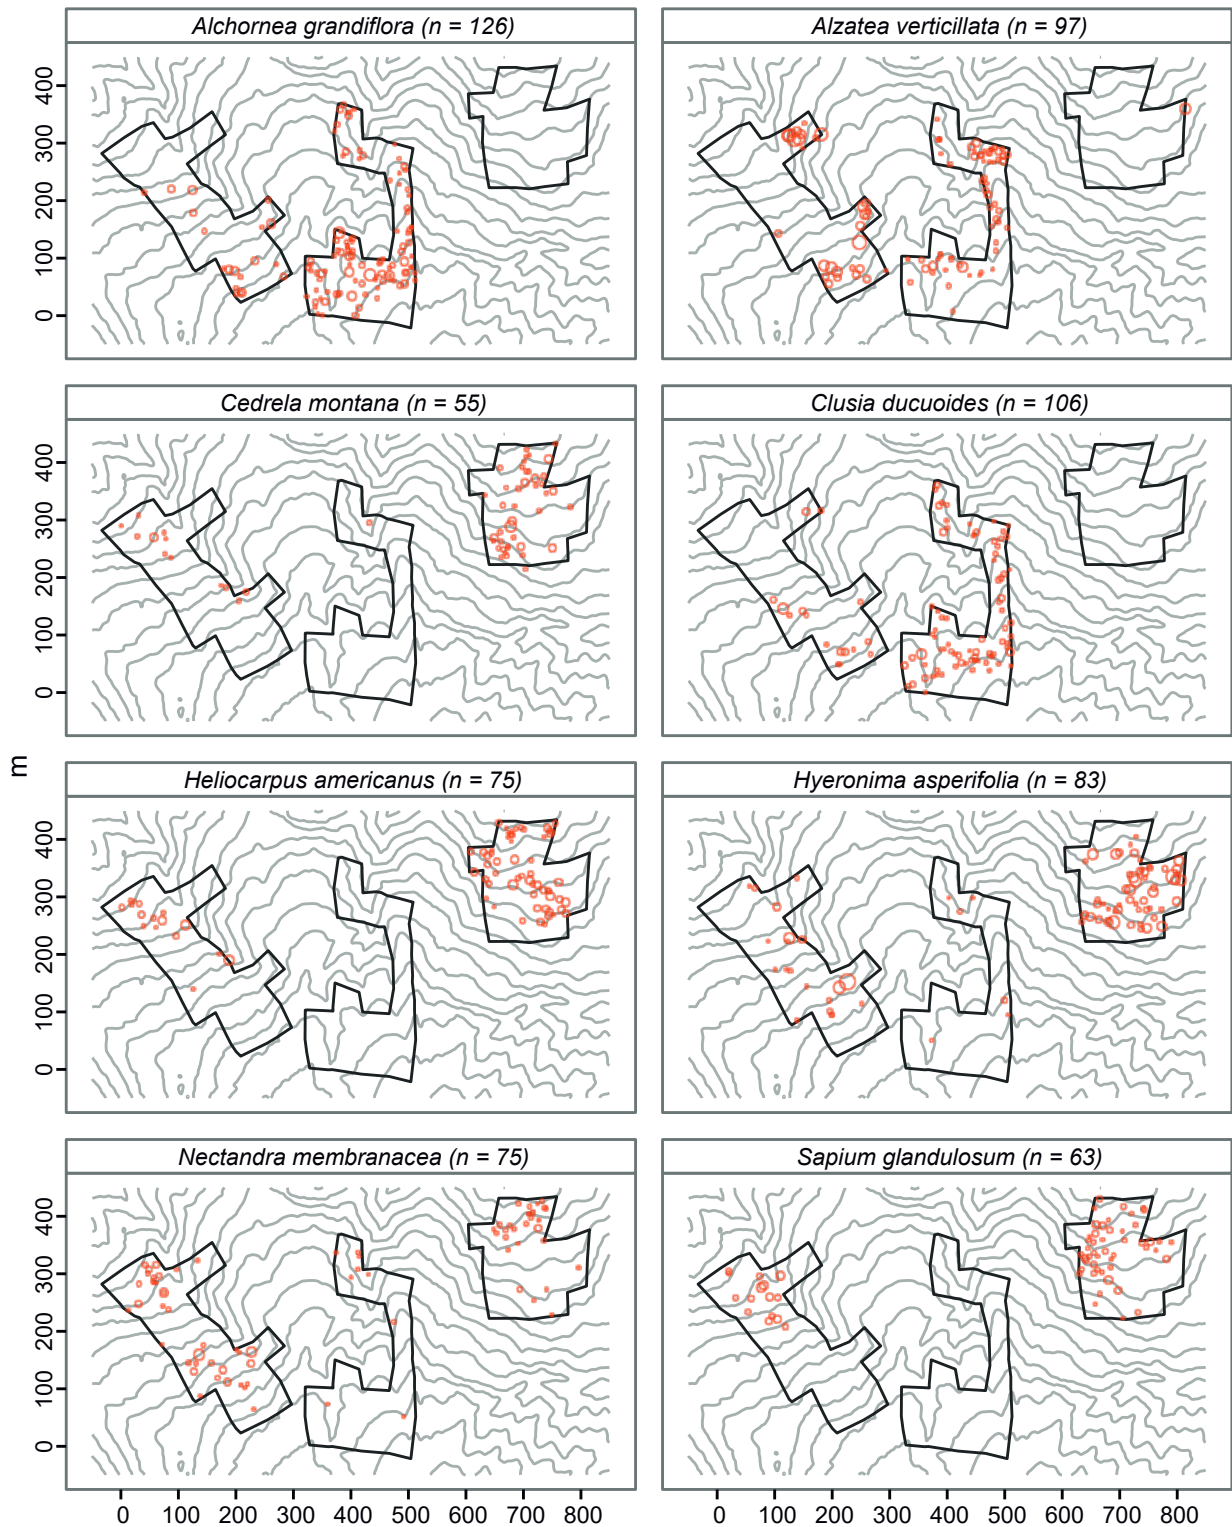 Alchornea grandiflora (n = 126)
Alzatea verticillata (n = 97)
400
300
200
100
0
Cedrela montana (n = 55)
Clusia ducuoides (n = 106)
400
300
200
100
0
m
Heliocarpus americanus (n = 75)
Hyeronima asperifolia (n = 83)
400
300
200
100
0
Nectandra membranacea (n = 75)
Sapium glandulosum (n = 63)
400
300
200
100
0
0 100 200 300 400 500 600 700 800
0 100 200 300 400 500 600 700 800